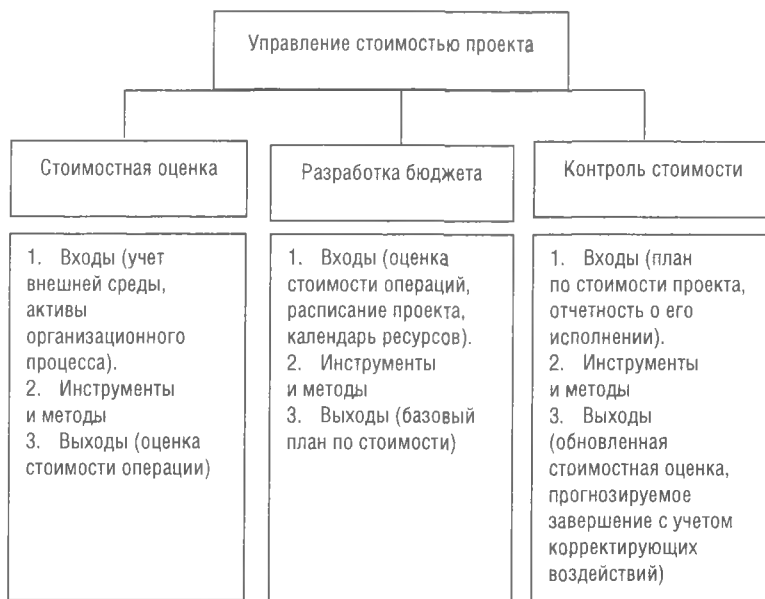 Управление стоимостью проекта
Стоимостная оценка
Разработка бюджета
Контроль стоимости
1. Входы (учет
внешней среды,
активы
организационного
процесса).
2. Инструменты
и методы
3. Выходы (оценка
стоимости операции)
1. Входы (оценка
стоимости операций,
расписание проекта,
календарь ресурсов).
2. Инструменты
и методы
3. Выходы (базовый
план по стоимости)
1. Входы (план
по стоимости проекта,
отчетность о его
исполнении).
2. Инструменты
и методы
3. Выходы
(обновленная
стоимостная оценка,
прогнозируемое
завершение с учетом
корректирующих
воздействий)